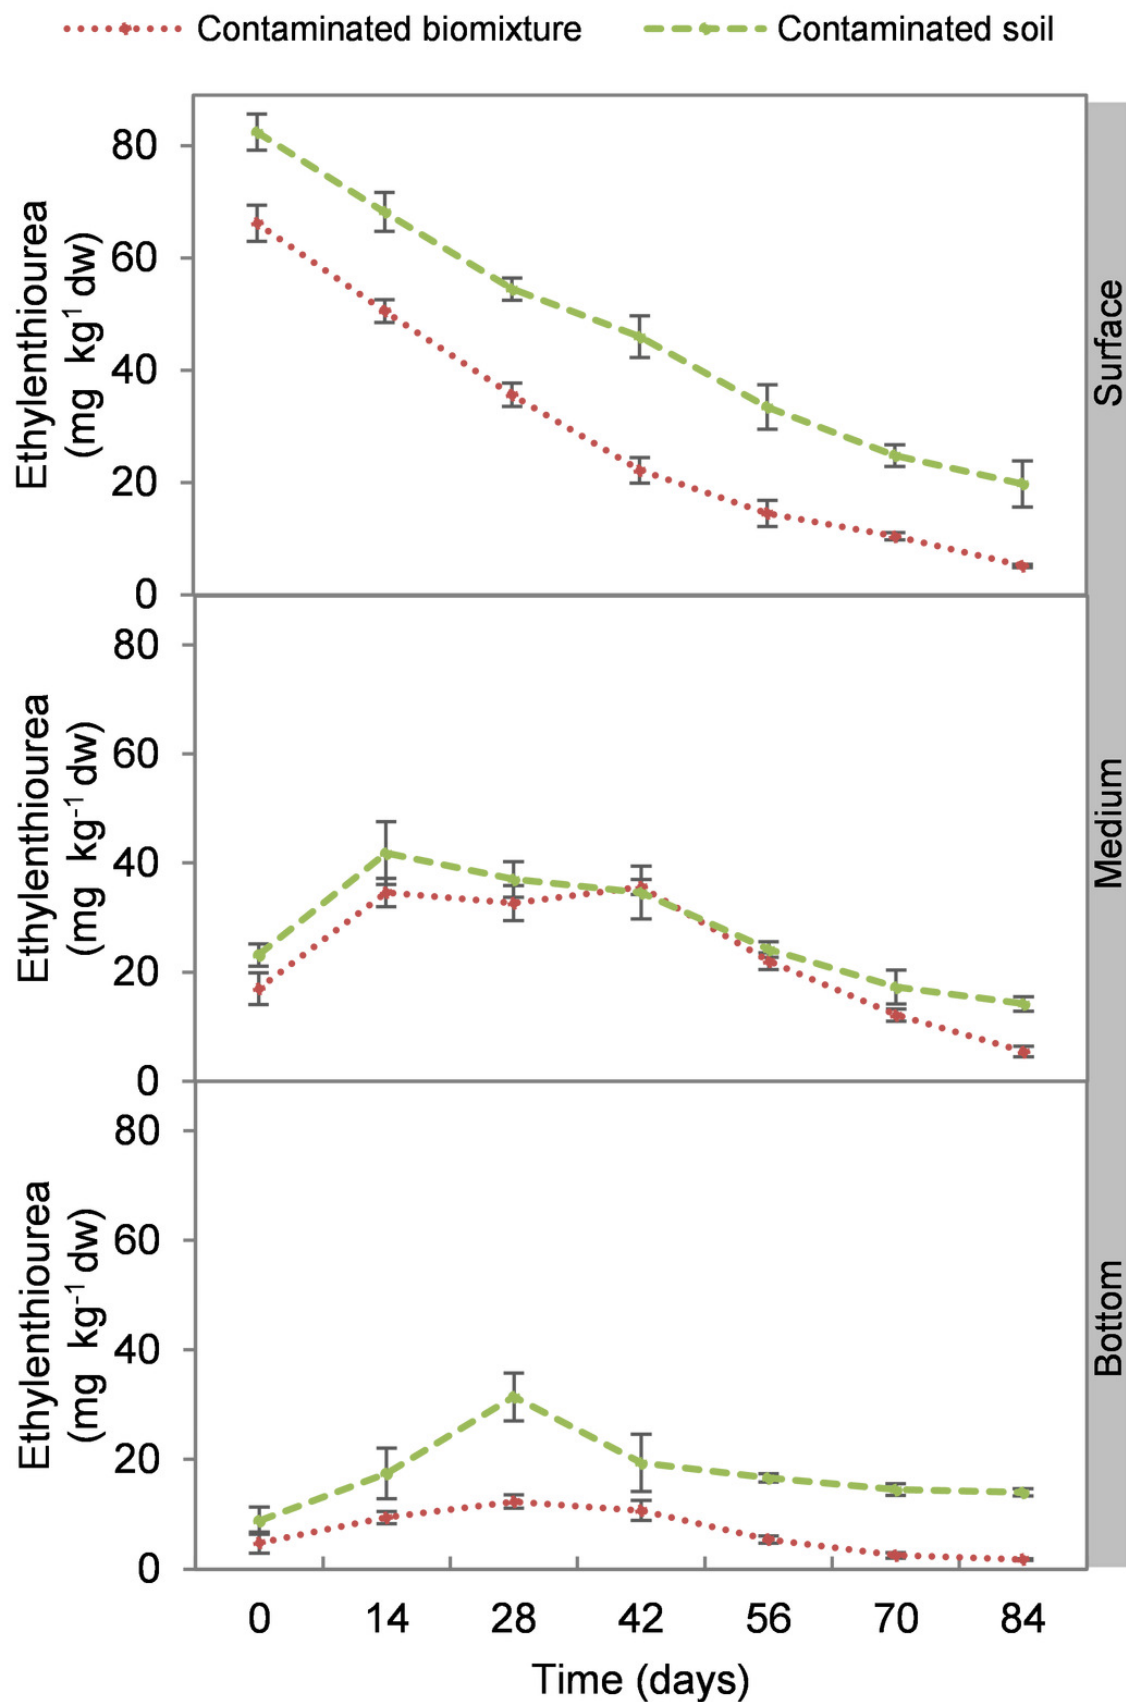 Contaminated biomixture Contaminated soil
Ethylenthiourea
(mg kg¹ dw)
80
60
40
20
0
Surface
Ethylenthiourea
(mg kg⁻¹ dw)
80
60
40
20
0
Medium
Ethylenthiourea
(mg kg⁻¹ dw)
80
60
40
20
0
Bottom
0 14 28 42 56 70 84
Time (days)